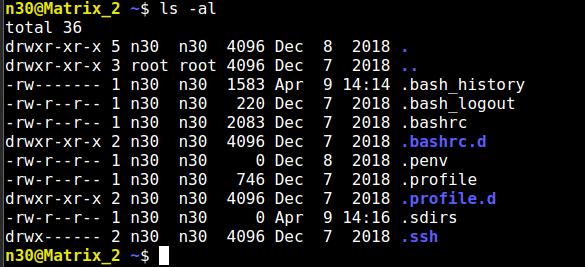 n30@Matrix_2 ~$ ls -al
total 36
drwxr-xr-x 5 n30  n30  4096 Dec  8  2018 .
drwxr-xr-x 3 root root 4096 Dec  7  2018 ..
-rw------- 1 n30  n30  1583 Apr  9 14:14 .bash_history
-rw-r--r-- 1 n30  n30   220 Dec  7  2018 .bash_logout
-rw-r--r-- 1 n30  n30  2083 Dec  7  2018 .bashrc
drwxr-xr-x 2 n30  n30  4096 Dec  7  2018 .bashrc.d
-rw-r--r-- 1 n30  n30     0 Dec  8  2018 .penv
-rw-r--r-- 1 n30  n30   746 Dec  7  2018 .profile
drwxr-xr-x 2 n30  n30  4096 Dec  7  2018 .profile.d
-rw-r--r-- 1 n30  n30     0 Apr  9 14:16 .sdirs
drwx------ 2 n30  n30  4096 Dec  7  2018 .ssh
n30@Matrix_2 ~$